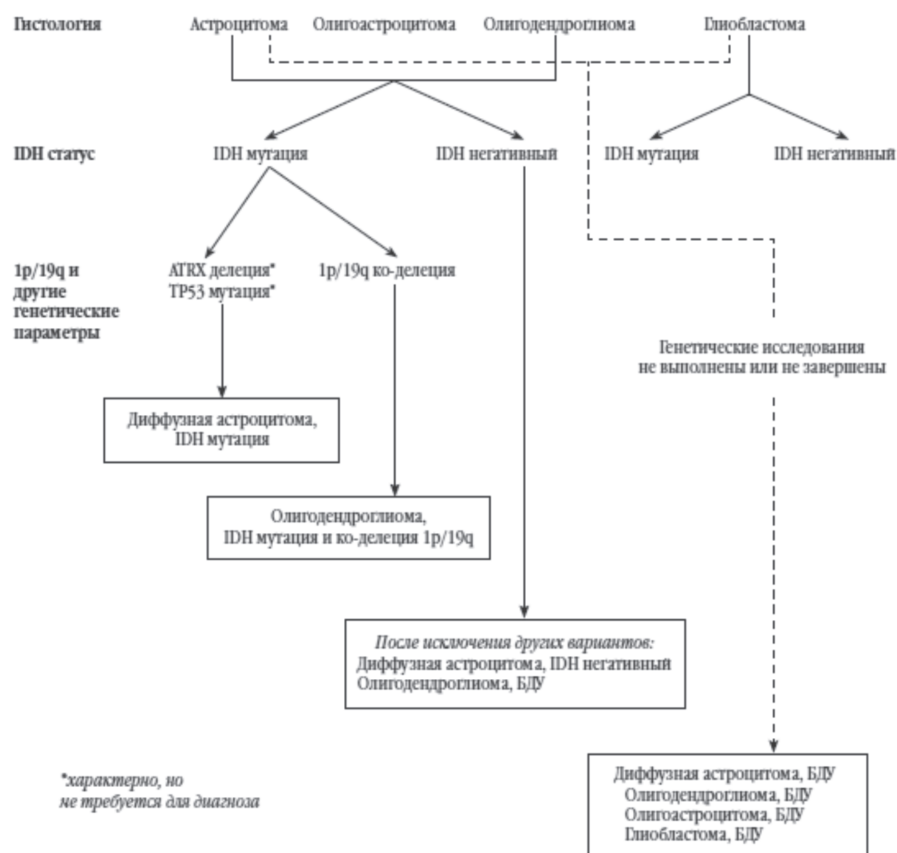 Гистология Астроцитома Олигоастроцитома Олигодендроглиома Глиобластома
IDH статус IDH мутация IDH негативный IDH мутация IDH негативный
1p/19q и
другие
генетические
параметры
ATRX делеция*
TP53 мутация*
1p/19q ко-делеция
Генетические исследования
не выполнены или не завершены
Диффузная астроцитома,
IDH мутация
Олигодендроглиома,
IDH мутация и ко-делеция 1p/19q
После исключения других вариантов:
Диффузная астроцитома, IDH негативный
Олигодендроглиома, БДУ
*характерно, но
не требуется для диагноза
Диффузная астроцитома, БДУ
Олигодендроглиома, БДУ
Олигоастроцитома, БДУ
Глиобластома, БДУ